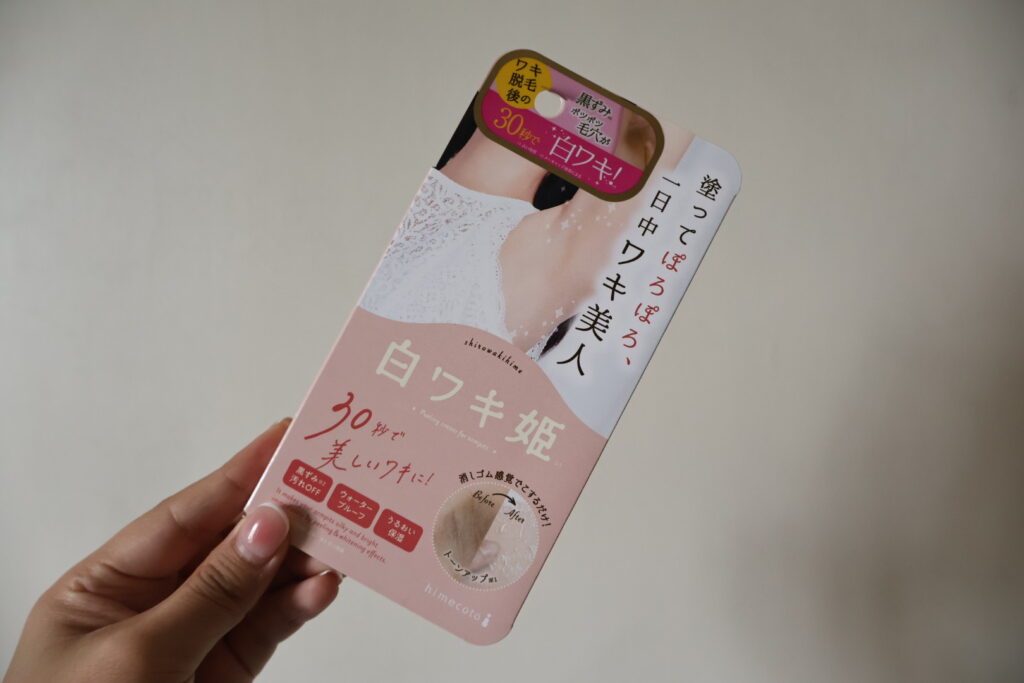 ワキ
脱毛
後の
黒ずみ
ポツポツ
毛穴が
30秒で
白ワキ!
塗ってぽろぽろ、
一日中ワキ美人
shirowakihime
白ワキ姫
Peeling cream for armpits
30秒で
美しいワキに!
黒ずみ
汚れOFF
ウォーター
プルーフ
うるおい
保湿
消しゴム感覚でこするだけ!
Before
After
トーンアップ
himecoto